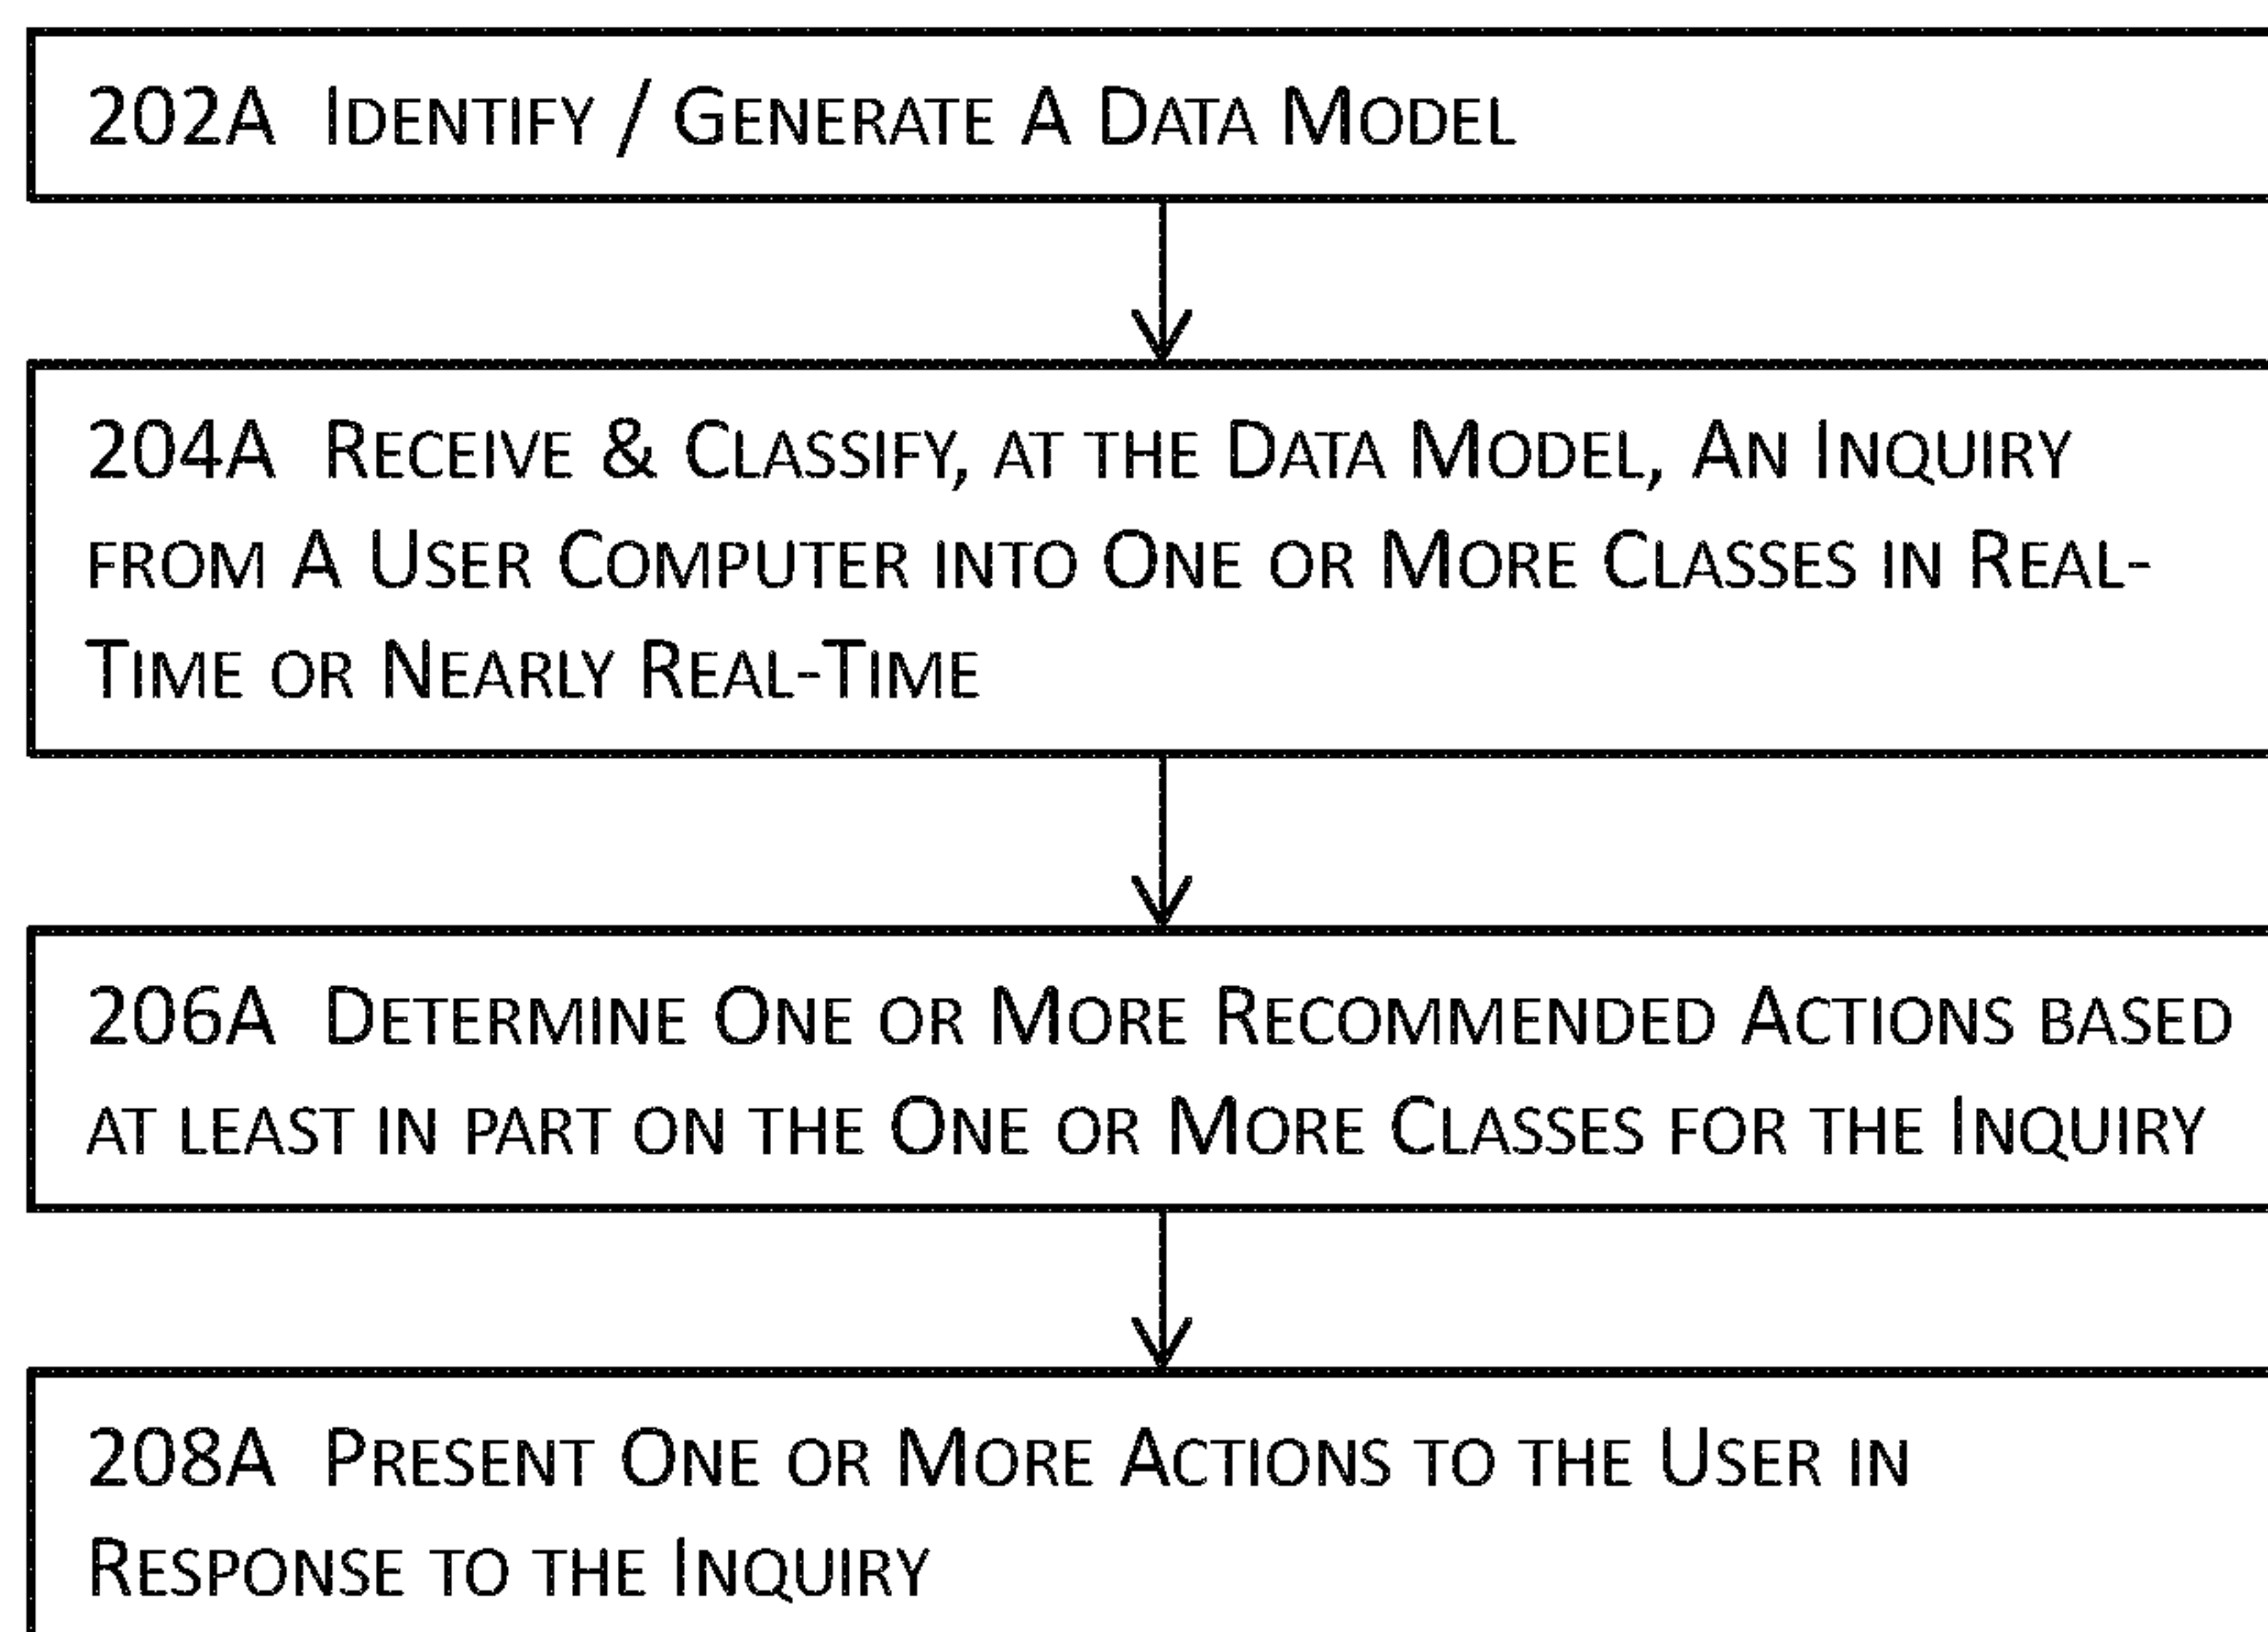 202A Identify / Generate A Data Model
204A Receive & Classify, at the Data Model, An Inquiry
from A User Computer into One or More Classes in Real-
Time or Nearly Real-Time
206A Determine One or More Recommended Actions based
at least in part on the One or More Classes for the Inquiry
208A Present One or More Actions to the User in
Response to the Inquiry